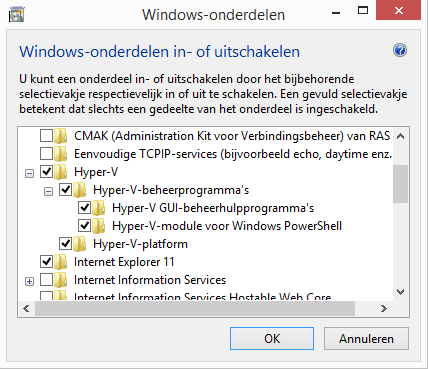 Windows-onderdelen
Windows-onderdelen in- of uitschakelen
U kunt een onderdeel in- of uitschakelen door het bijbehorende
selectievakje respectievelijk in of uit te schakelen. Een gevuld selectievakje
betekent dat slechts een gedeelte van het onderdeel is ingeschakeld.
CMAK (Administration Kit voor Verbindingsbeheer) van RAS
Eenvoudige TCPIP-services (bijvoorbeeld echo, daytime enz.
Hyper-V
Hyper-V-beheerprogramma's
Hyper-V GUI-beheerhulpprogramma's
Hyper-V-module voor Windows PowerShell
Hyper-V-platform
Internet Explorer 11
Internet Information Services
Internet Information Services Hostable Web Core
OK
Annuleren